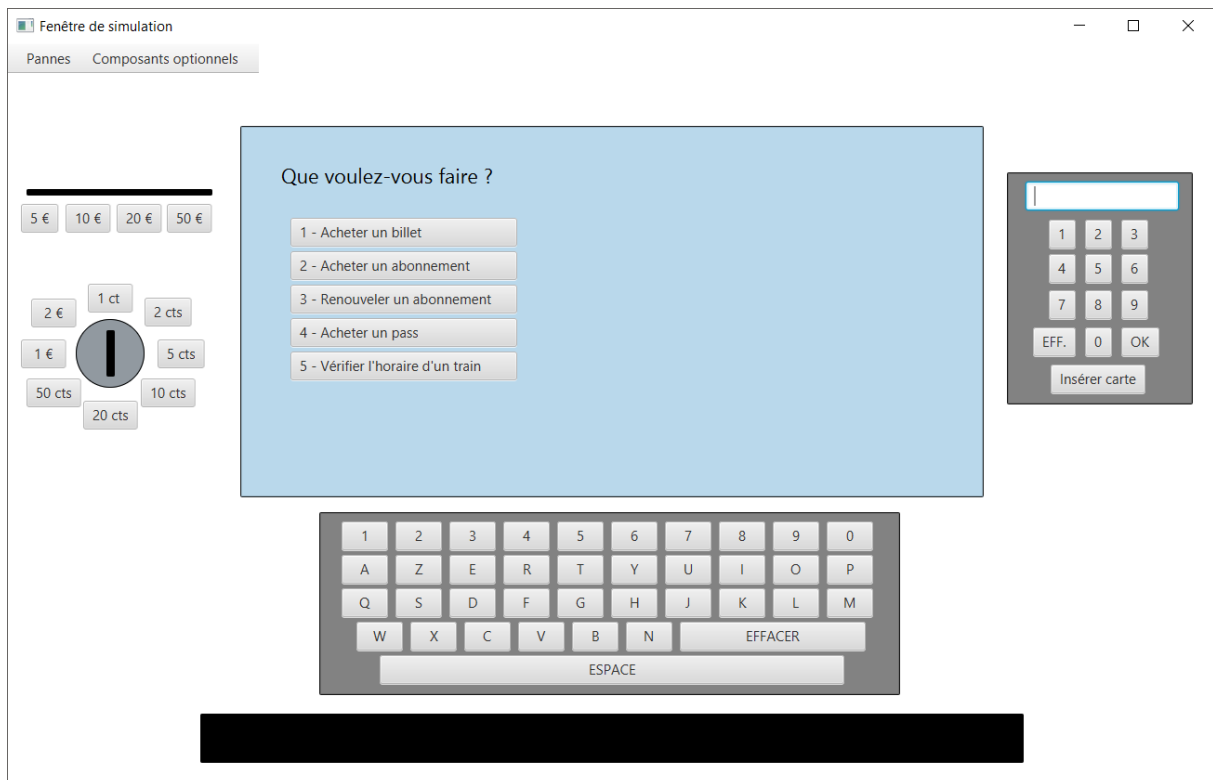 Fenêtre de simulation
Pannes Composants optionnels
Que voulez-vous faire ?
1 - Acheter un billet
2 - Acheter un abonnement
3 - Renouveler un abonnement
4 - Acheter un pass
5 - Vérifier l'horaire d'un train
5 € 10 € 20 € 50 €
1 ct
2 € 2 cts
1 € 5 cts
50 cts 10 cts
20 cts
1 2 3
4 5 6
7 8 9
EFF. 0 OK
Insérer carte
1 2 3 4 5 6 7 8 9 0
A Z E R T Y U I O P
Q S D F G H J K L M
W X C V B N EFFACER
ESPACE